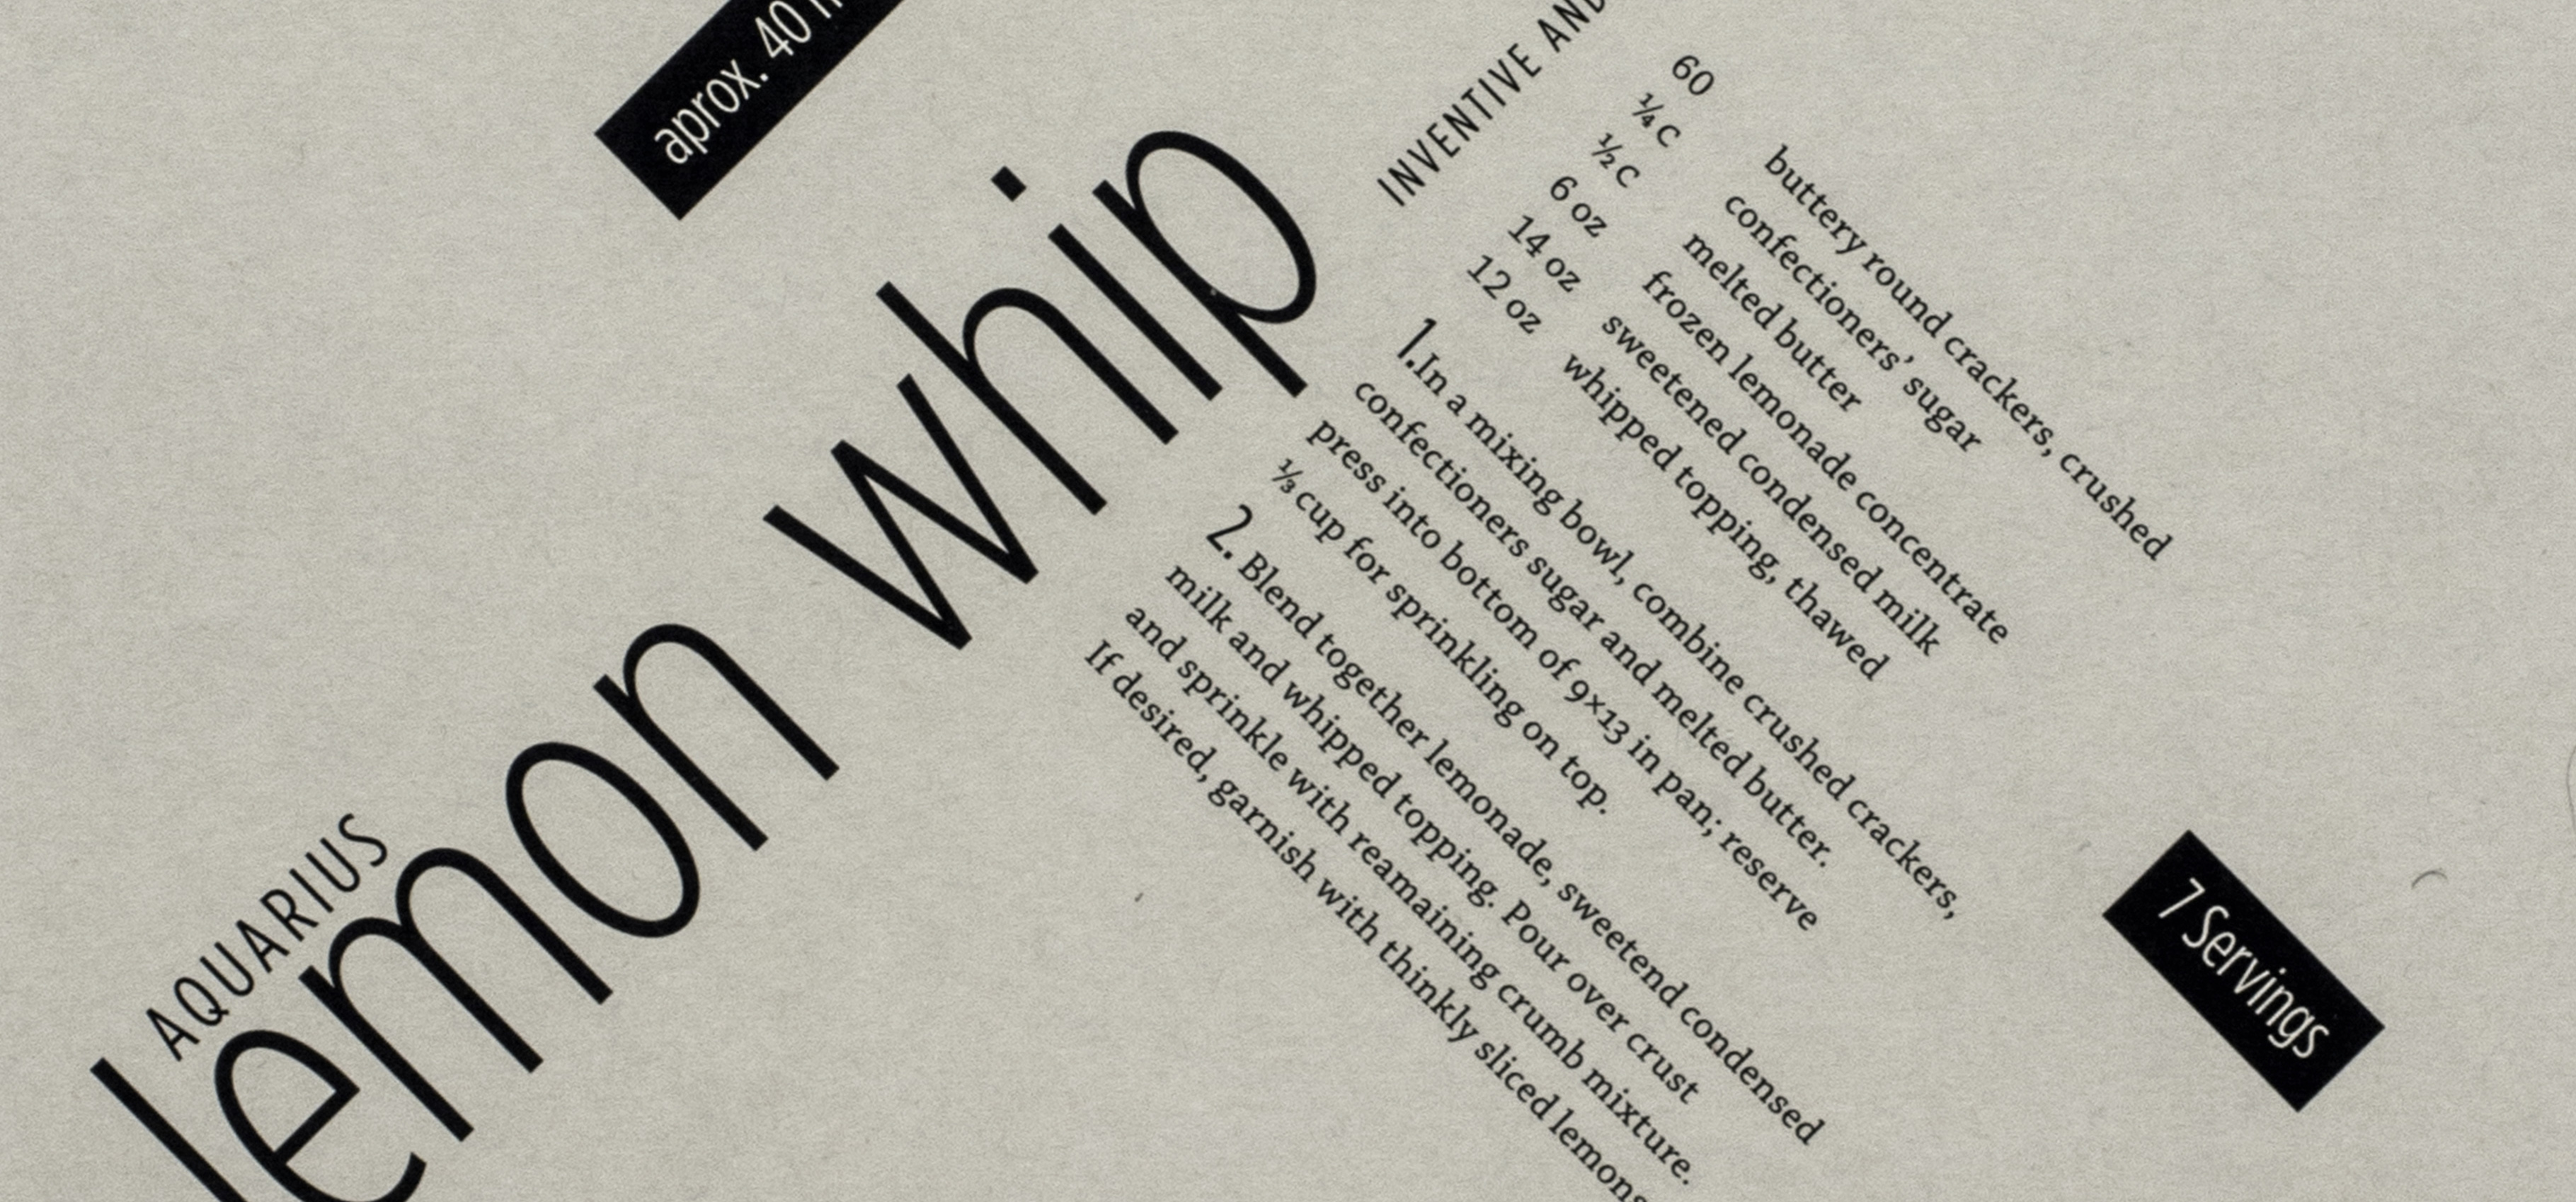 aprox. 40
AQUARIUS
lemon whip
INVENTIVE AND
60 buttery round crackers, crushed
¼ C confectioners’ sugar
½ C melted butter
6 oz frozen lemonade concentrate
14 oz sweetened condensed milk
12 oz whipped topping, thawed
1.In a mixing bowl, combine crushed crackers,
confectioners sugar and melted butter.
press into bottom of 9×13 in pan; reserve
⅓ cup for sprinkling on top.
2. Blend together lemonade, sweetend condensed
milk and whipped topping. Pour over crust
and sprinkle with reamaining crumb mixture.
If desired, garnish with thinkly sliced lemons
7 Servings